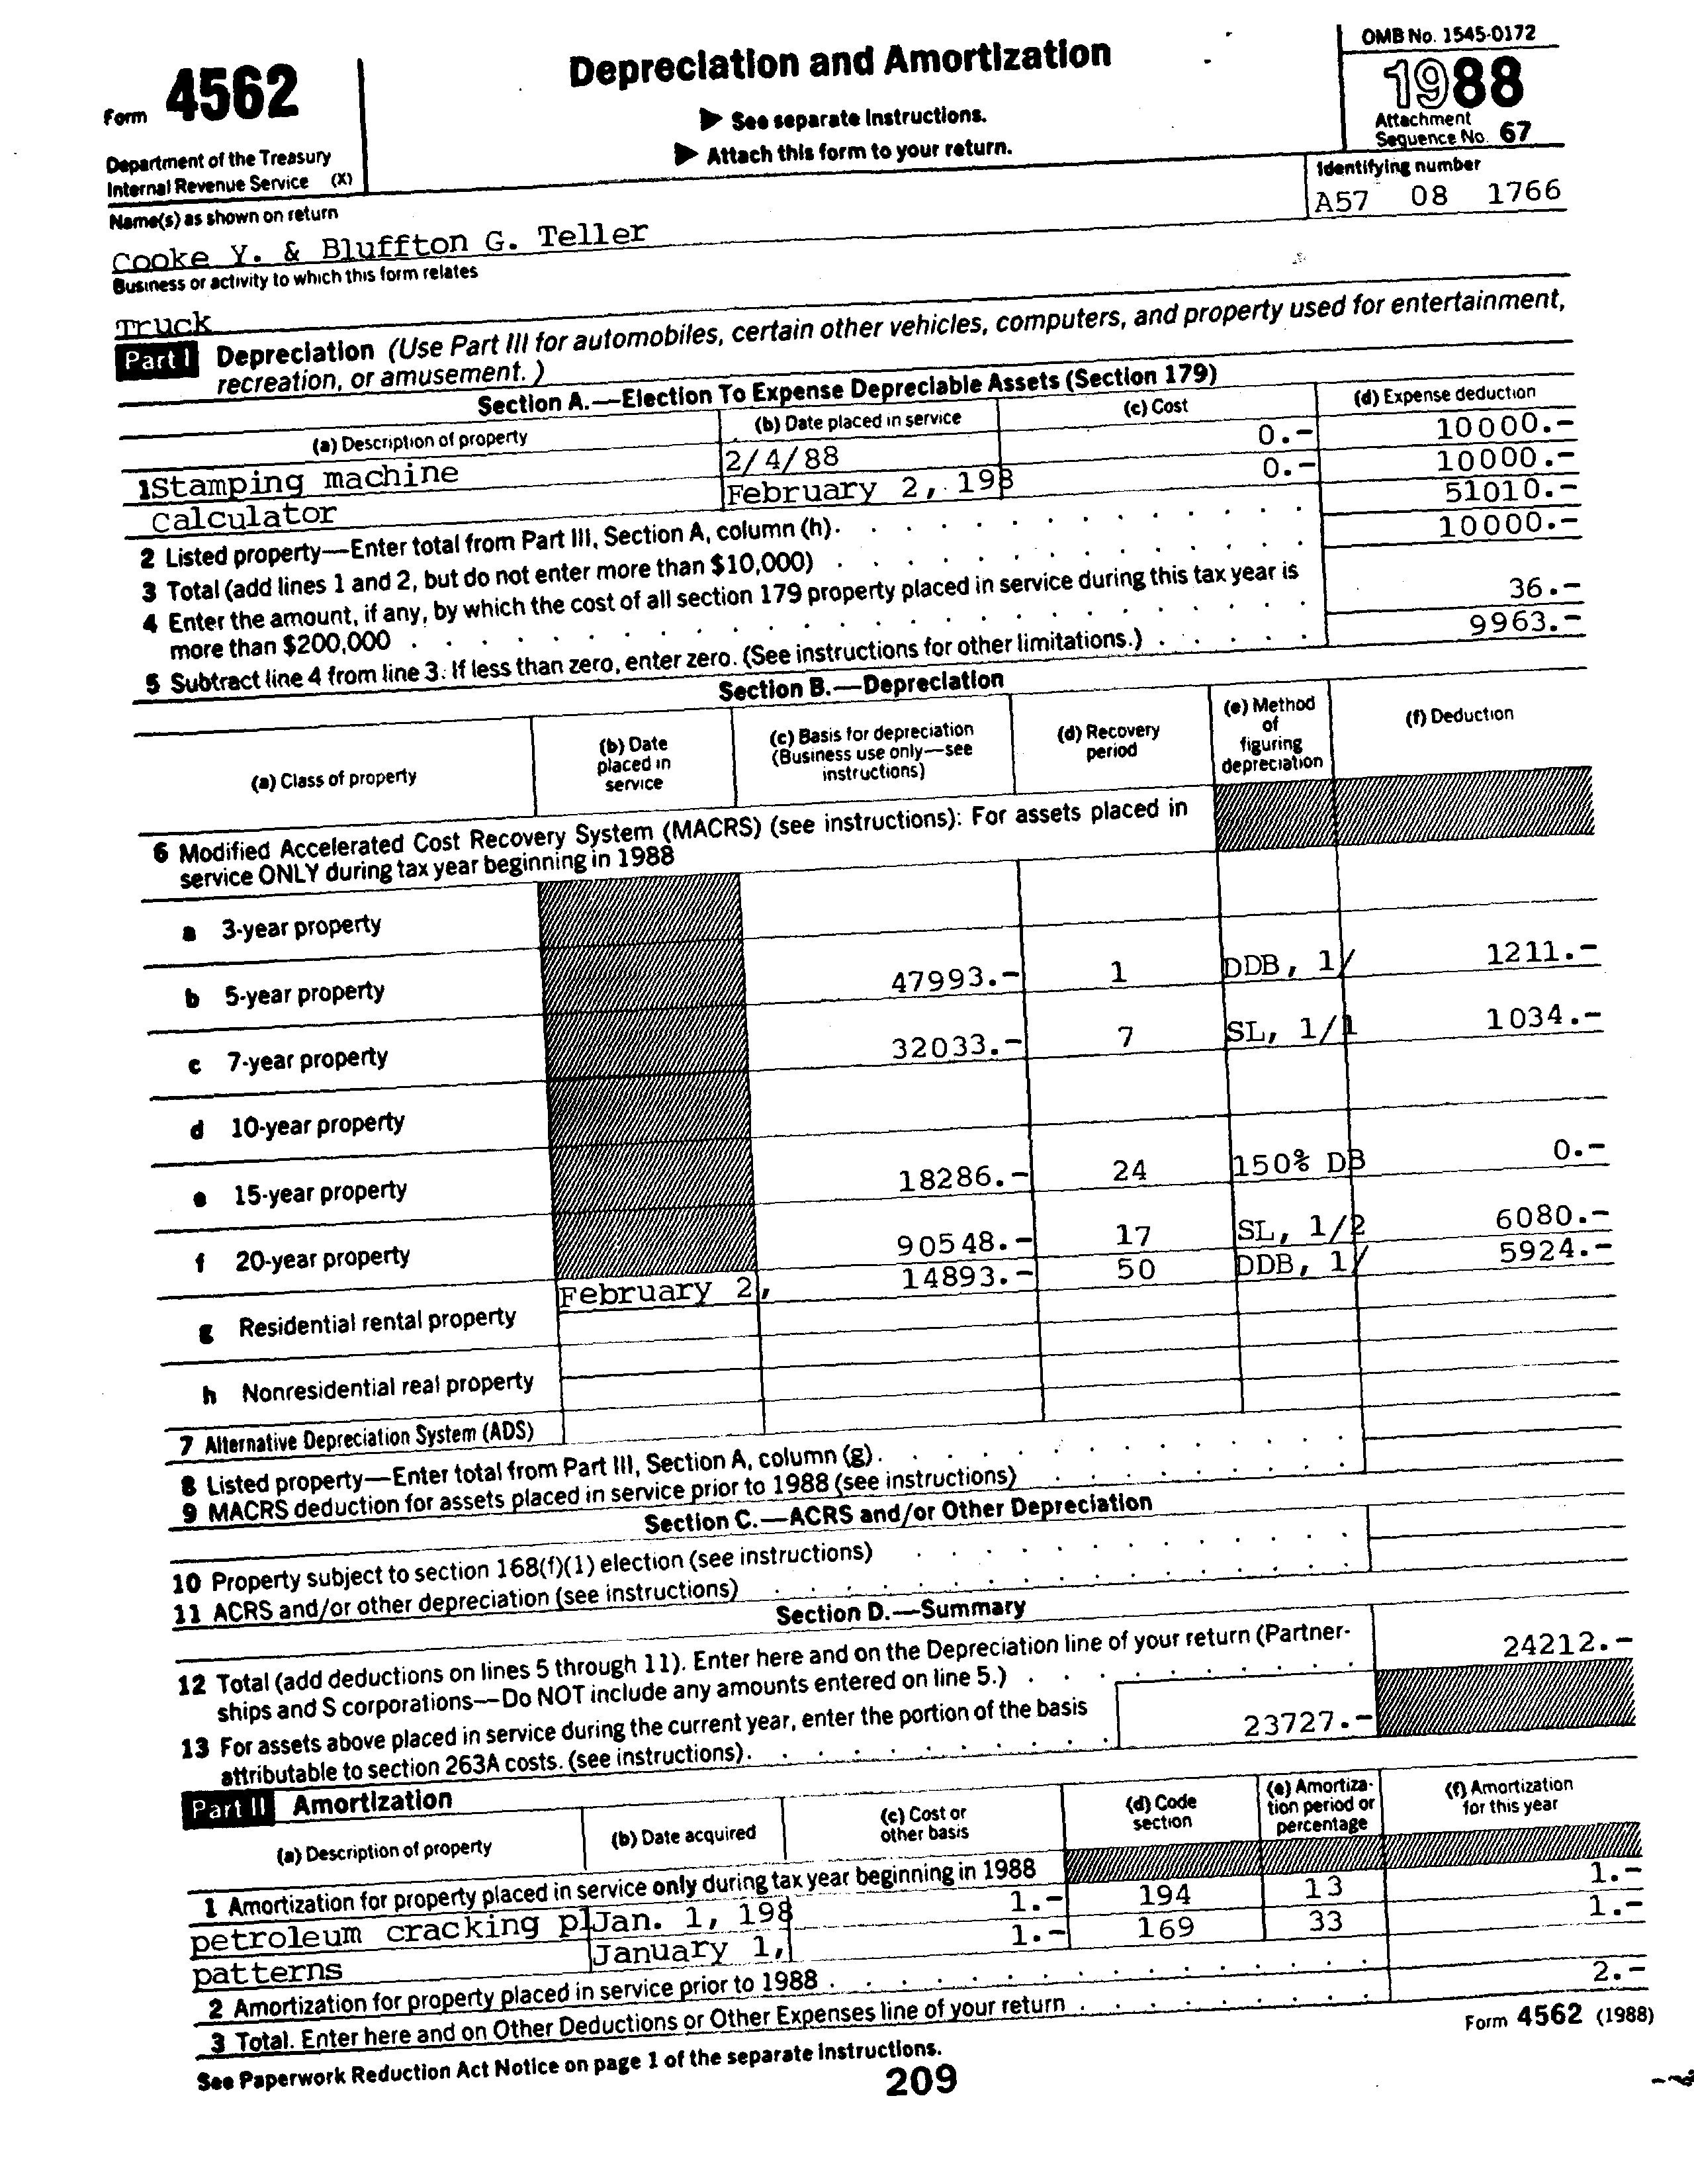 Form 4562
Department of the Treasury
Internal Revenue Service (X)
Depreciation and Amortization
▶ See separate Instructions.
▶ Attach this form to your return.
OMB No. 1545-0172
1988
Attachment
Sequence No. 67
Name(s) as shown on return
Identifying number
Cooke Y. & Bluffton G. Teller
A57 08 1766
Business or activity to which this form relates
Truck
Part I Depreciation (Use Part III for automobiles, certain other vehicles, computers, and property used for entertainment,
recreation, or amusement.)
Section A.—Election To Expense Depreciable Assets (Section 179)
(a) Description of property (b) Date placed in service (c) Cost (d) Expense deduction
1 Stamping machine 2/4/88 0.- 10000.-
Calculator February 2, 198 0.- 10000.-
2 Listed property—Enter total from Part III, Section A, column (h). 51010.-
3 Total (add lines 1 and 2, but do not enter more than $10,000) 10000.-
4 Enter the amount, if any, by which the cost of all section 179 property placed in service during this tax year is
more than $200,000 36.-
5 Subtract line 4 from line 3. If less than zero, enter zero. (See instructions for other limitations.) 9963.-
Section B.—Depreciation
(a) Class of property
(b) Date
placed in
service
(c) Basis for depreciation
(Business use only—see
instructions)
(d) Recovery
period
(e) Method
of
figuring
depreciation
(f) Deduction
6 Modified Accelerated Cost Recovery System (MACRS) (see instructions): For assets placed in
service ONLY during tax year beginning in 1988
a 3-year property
b 5-year property 47993.- 1 DDB, 1/ 1211.-
c 7-year property 32033.- 7 SL, 1/1 1034.-
d 10-year property
e 15-year property 18286.- 24 150% DB 0.-
f 20-year property 90548.- 17 SL, 1/2 6080.-
February 2, 14893.- 50 DDB, 1/ 5924.-
g Residential rental property
h Nonresidential real property
7 Alternative Depreciation System (ADS)
8 Listed property—Enter total from Part III, Section A, column (g).
9 MACRS deduction for assets placed in service prior to 1988 (see instructions)
Section C.—ACRS and/or Other Depreciation
10 Property subject to section 168(f)(1) election (see instructions)
11 ACRS and/or other depreciation (see instructions)
Section D.—Summary
12 Total (add deductions on lines 5 through 11). Enter here and on the Depreciation line of your return (Partner-
ships and S corporations—Do NOT include any amounts entered on line 5.) 24212.-
13 For assets above placed in service during the current year, enter the portion of the basis
attributable to section 263A costs. (see instructions). 23727.-
Part II Amortization
(a) Description of property
(b) Date acquired
(c) Cost or
other basis
(d) Code
section
(e) Amortiza-
tion period or
percentage
(f) Amortization
for this year
1 Amortization for property placed in service only during tax year beginning in 1988
petroleum cracking pl Jan. 1, 198 1.- 194 13 1.-
patterns January 1, 1.- 169 33 1.-
2 Amortization for property placed in service prior to 1988
3 Total. Enter here and on Other Deductions or Other Expenses line of your return 2.-
See Paperwork Reduction Act Notice on page 1 of the separate Instructions.
Form 4562 (1988)
209